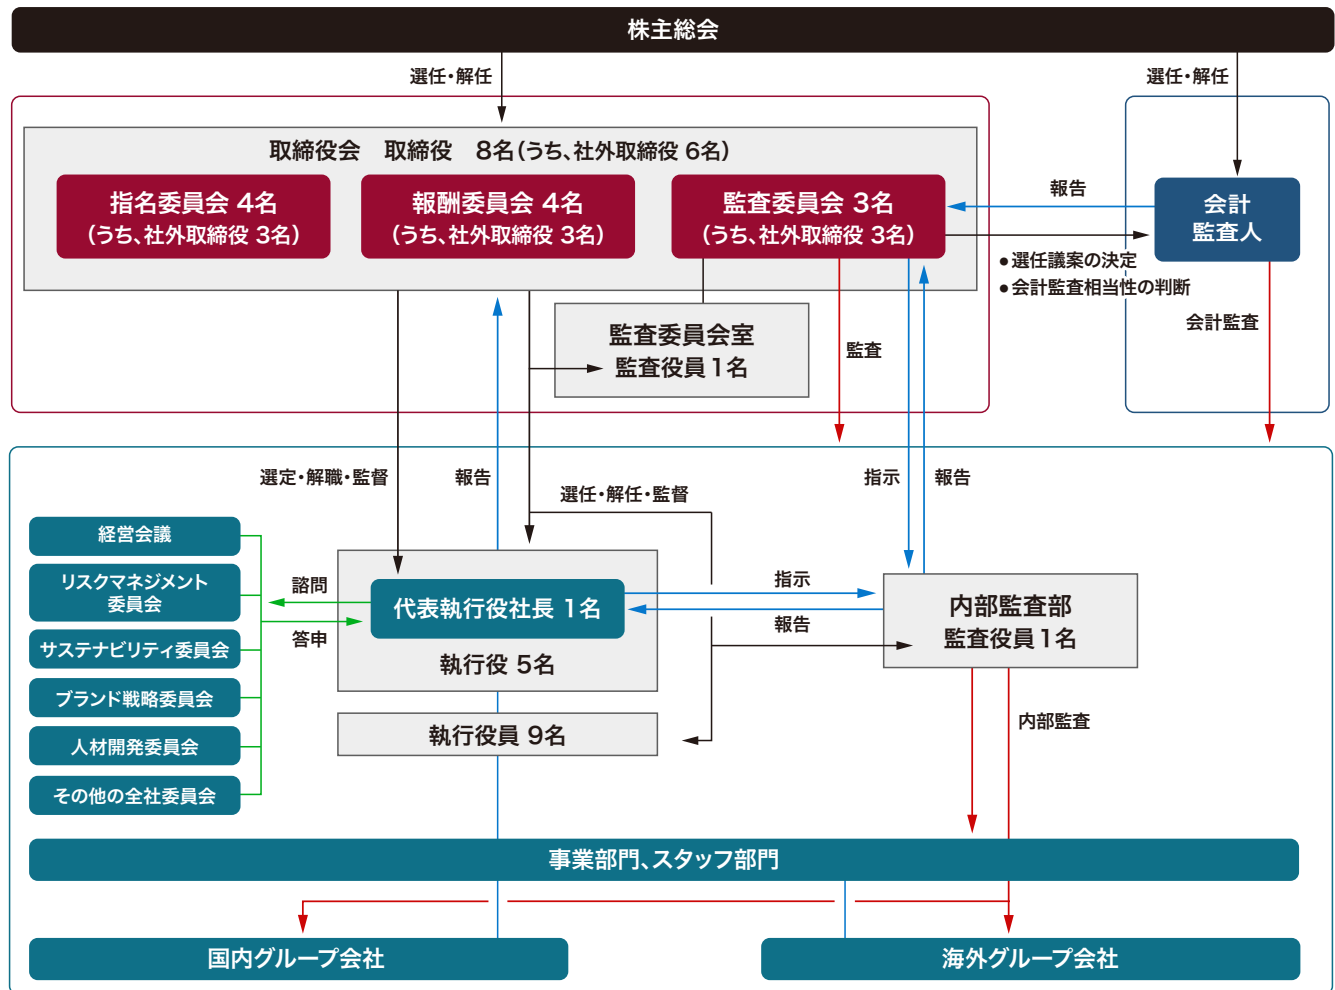 株主総会
選任・解任
選任・解任
取締役会　取締役　8名(うち、社外取締役 6名)
指名委員会 4名
(うち、社外取締役 3名)
報酬委員会 4名
(うち、社外取締役 3名)
監査委員会 3名
(うち、社外取締役 3名)
報告
会計
監査人
●選任議案の決定
●会計監査相当性の判断
監査委員会室
監査役員1名
監査
会計監査
選定・解職・監督
報告
選任・解任・監督
指示
報告
経営会議
リスクマネジメント
委員会
サステナビリティ委員会
ブランド戦略委員会
人材開発委員会
その他の全社委員会
諮問
答申
代表執行役社長 1名
執行役 5名
執行役員 9名
指示
報告
内部監査部
監査役員1名
内部監査
事業部門、スタッフ部門
国内グループ会社
海外グループ会社